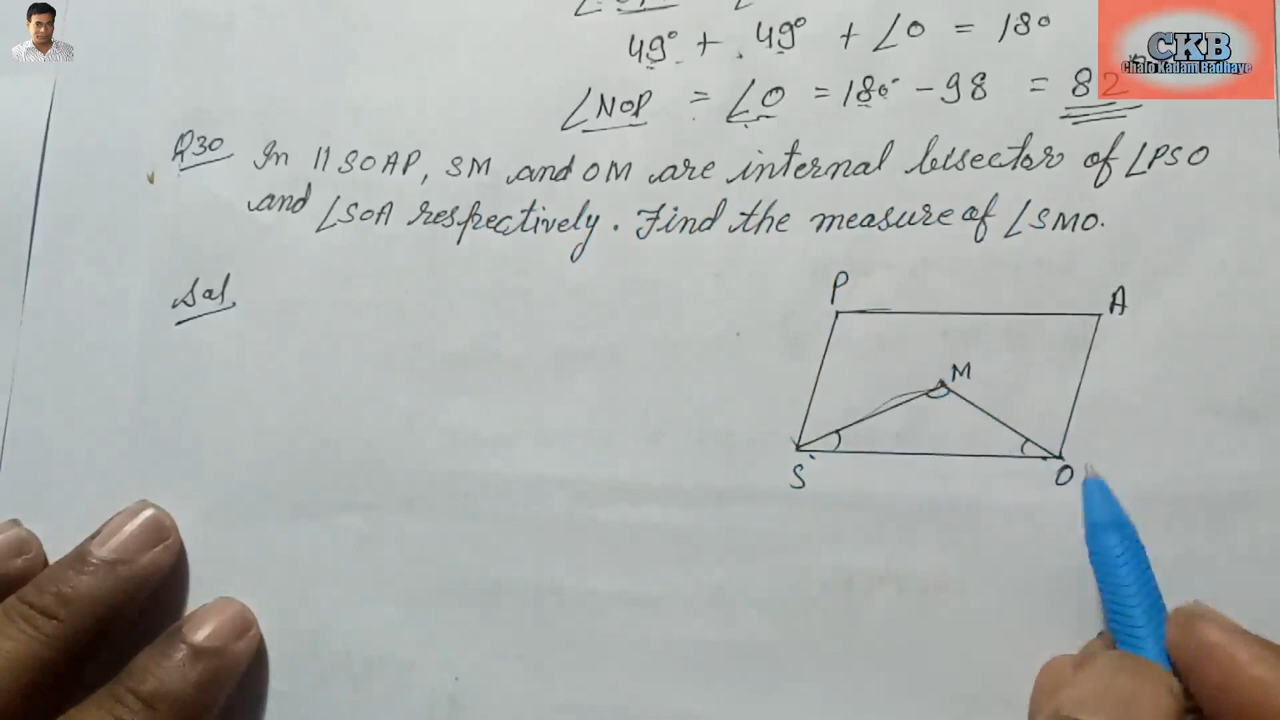 49° + 49° + ∠O = 180
∠NOP = ∠O = 180° - 98 = 82
CKB
Chalo Kadam Badhaye
Q30 In ||SOAP, SM and OM are internal bisector of ∠PSO
and ∠SOA respectively. Find the measure of ∠SMO.
Sol
P
A
M
S
O